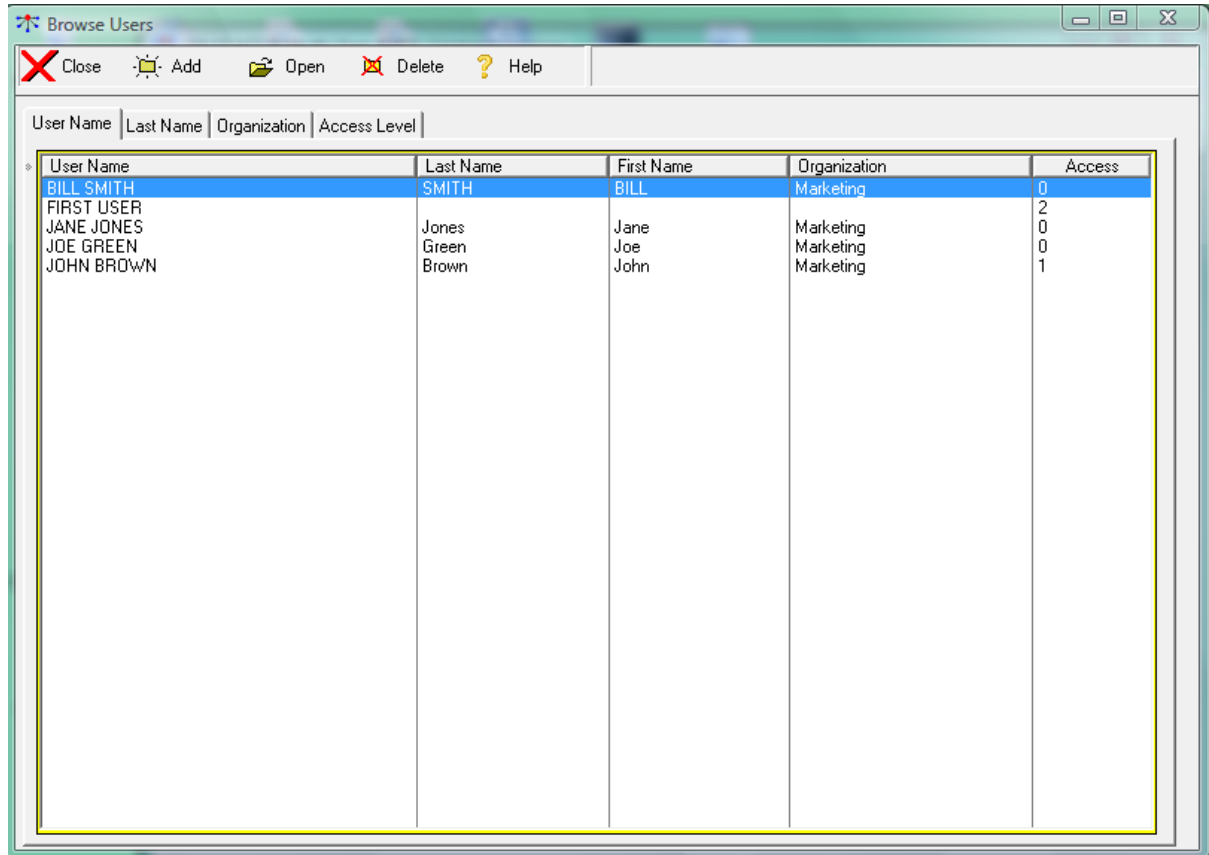 Browse Users
Close Add Open Delete Help
User Name Last Name Organization Access Level
User Name Last Name First Name Organization Access
BILL SMITH SMITH BILL Marketing 0
FIRST USER 2
JANE JONES Jones Jane Marketing 0
JOE GREEN Green Joe Marketing 0
JOHN BROWN Brown John Marketing 1